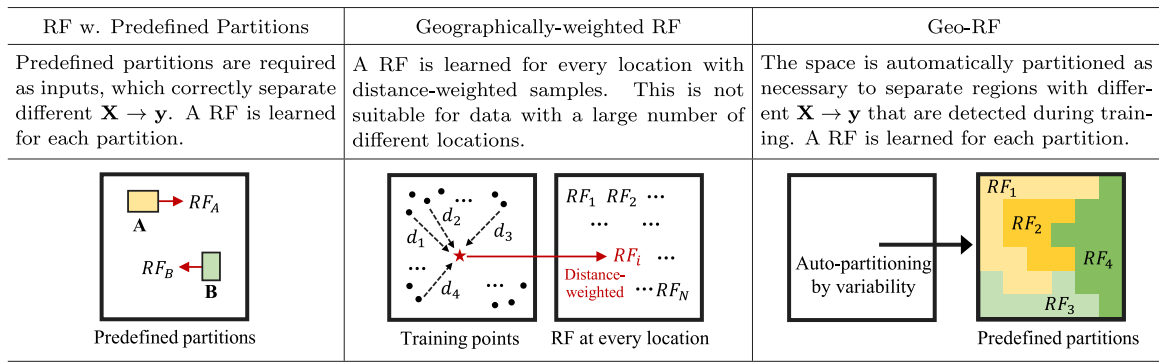 RF w. Predefined Partitions
Predefined partitions are required
as inputs, which correctly separate
different X → y. A RF is learned
for each partition.
RF_A
A
RF_B
B
Predefined partitions
Geographically-weighted RF
A RF is learned for every location with
distance-weighted samples. This is not
suitable for data with a large number of
different locations.
...
d_2
d_1
d_3
...
d_4
...
Training points
RF_1 RF_2 ...
... ...
RF_i ...
Distance-
weighted
...RF_N
RF at every location
Geo-RF
The space is automatically partitioned as
necessary to separate regions with differ-
ent X → y that are detected during train-
ing. A RF is learned for each partition.
Auto-partitioning
by variability
RF_1
RF_2
RF_4
RF_3
Predefined partitions